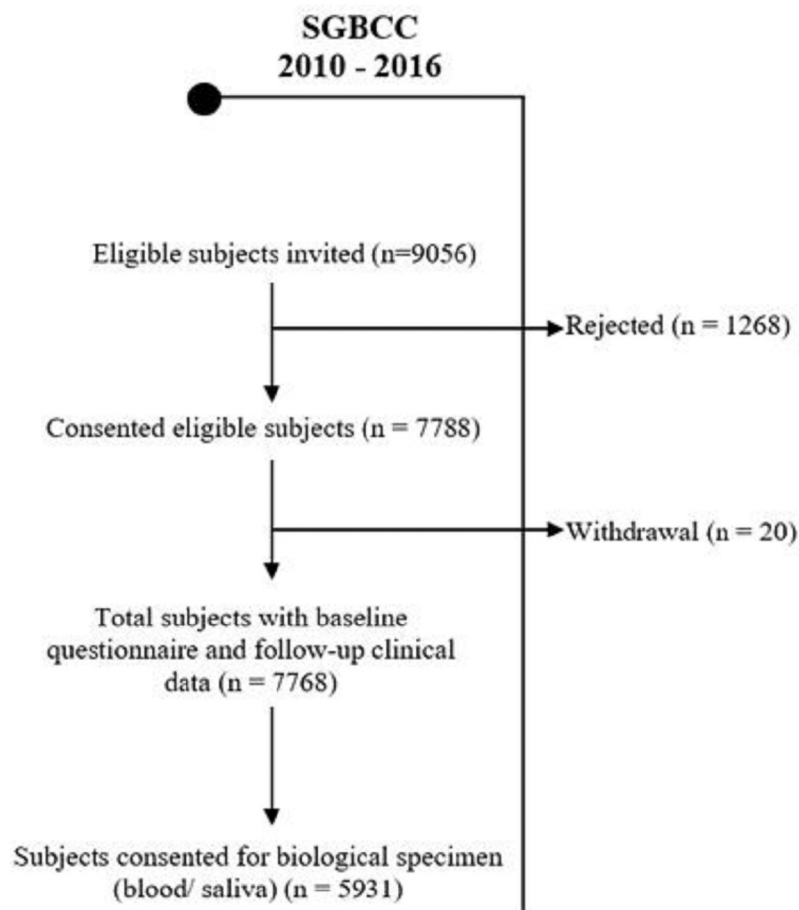 SGBCC
2010 - 2016
Eligible subjects invited (n=9056)
Rejected (n = 1268)
Consented eligible subjects (n = 7788)
Withdrawal (n = 20)
Total subjects with baseline
questionnaire and follow-up clinical
data (n = 7768)
Subjects consented for biological specimen
(blood/ saliva) (n = 5931)